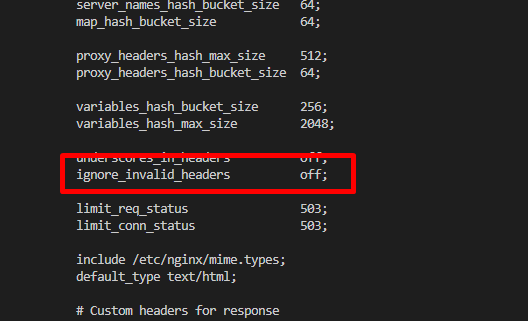 server_names_hash_bucket_size 64;
map_hash_bucket_size 64;
proxy_headers_hash_max_size 512;
proxy_headers_hash_bucket_size 64;
variables_hash_bucket_size 256;
variables_hash_max_size 2048;
underscores_in_headers off;
ignore_invalid_headers off;
limit_req_status 503;
limit_conn_status 503;
include /etc/nginx/mime.types;
default_type text/html;
# Custom headers for response